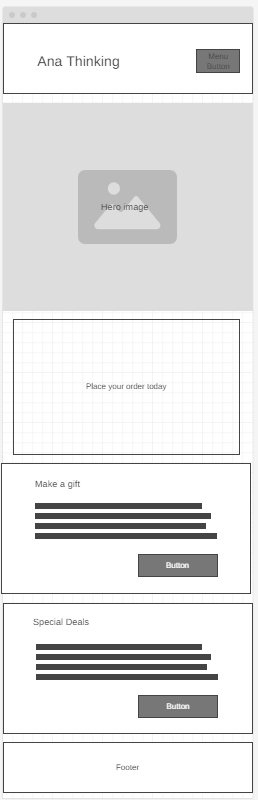 Ana Thinking
Menu
Button
Hero image
Place your order today
Make a gift
Button
Special Deals
Button
Footer